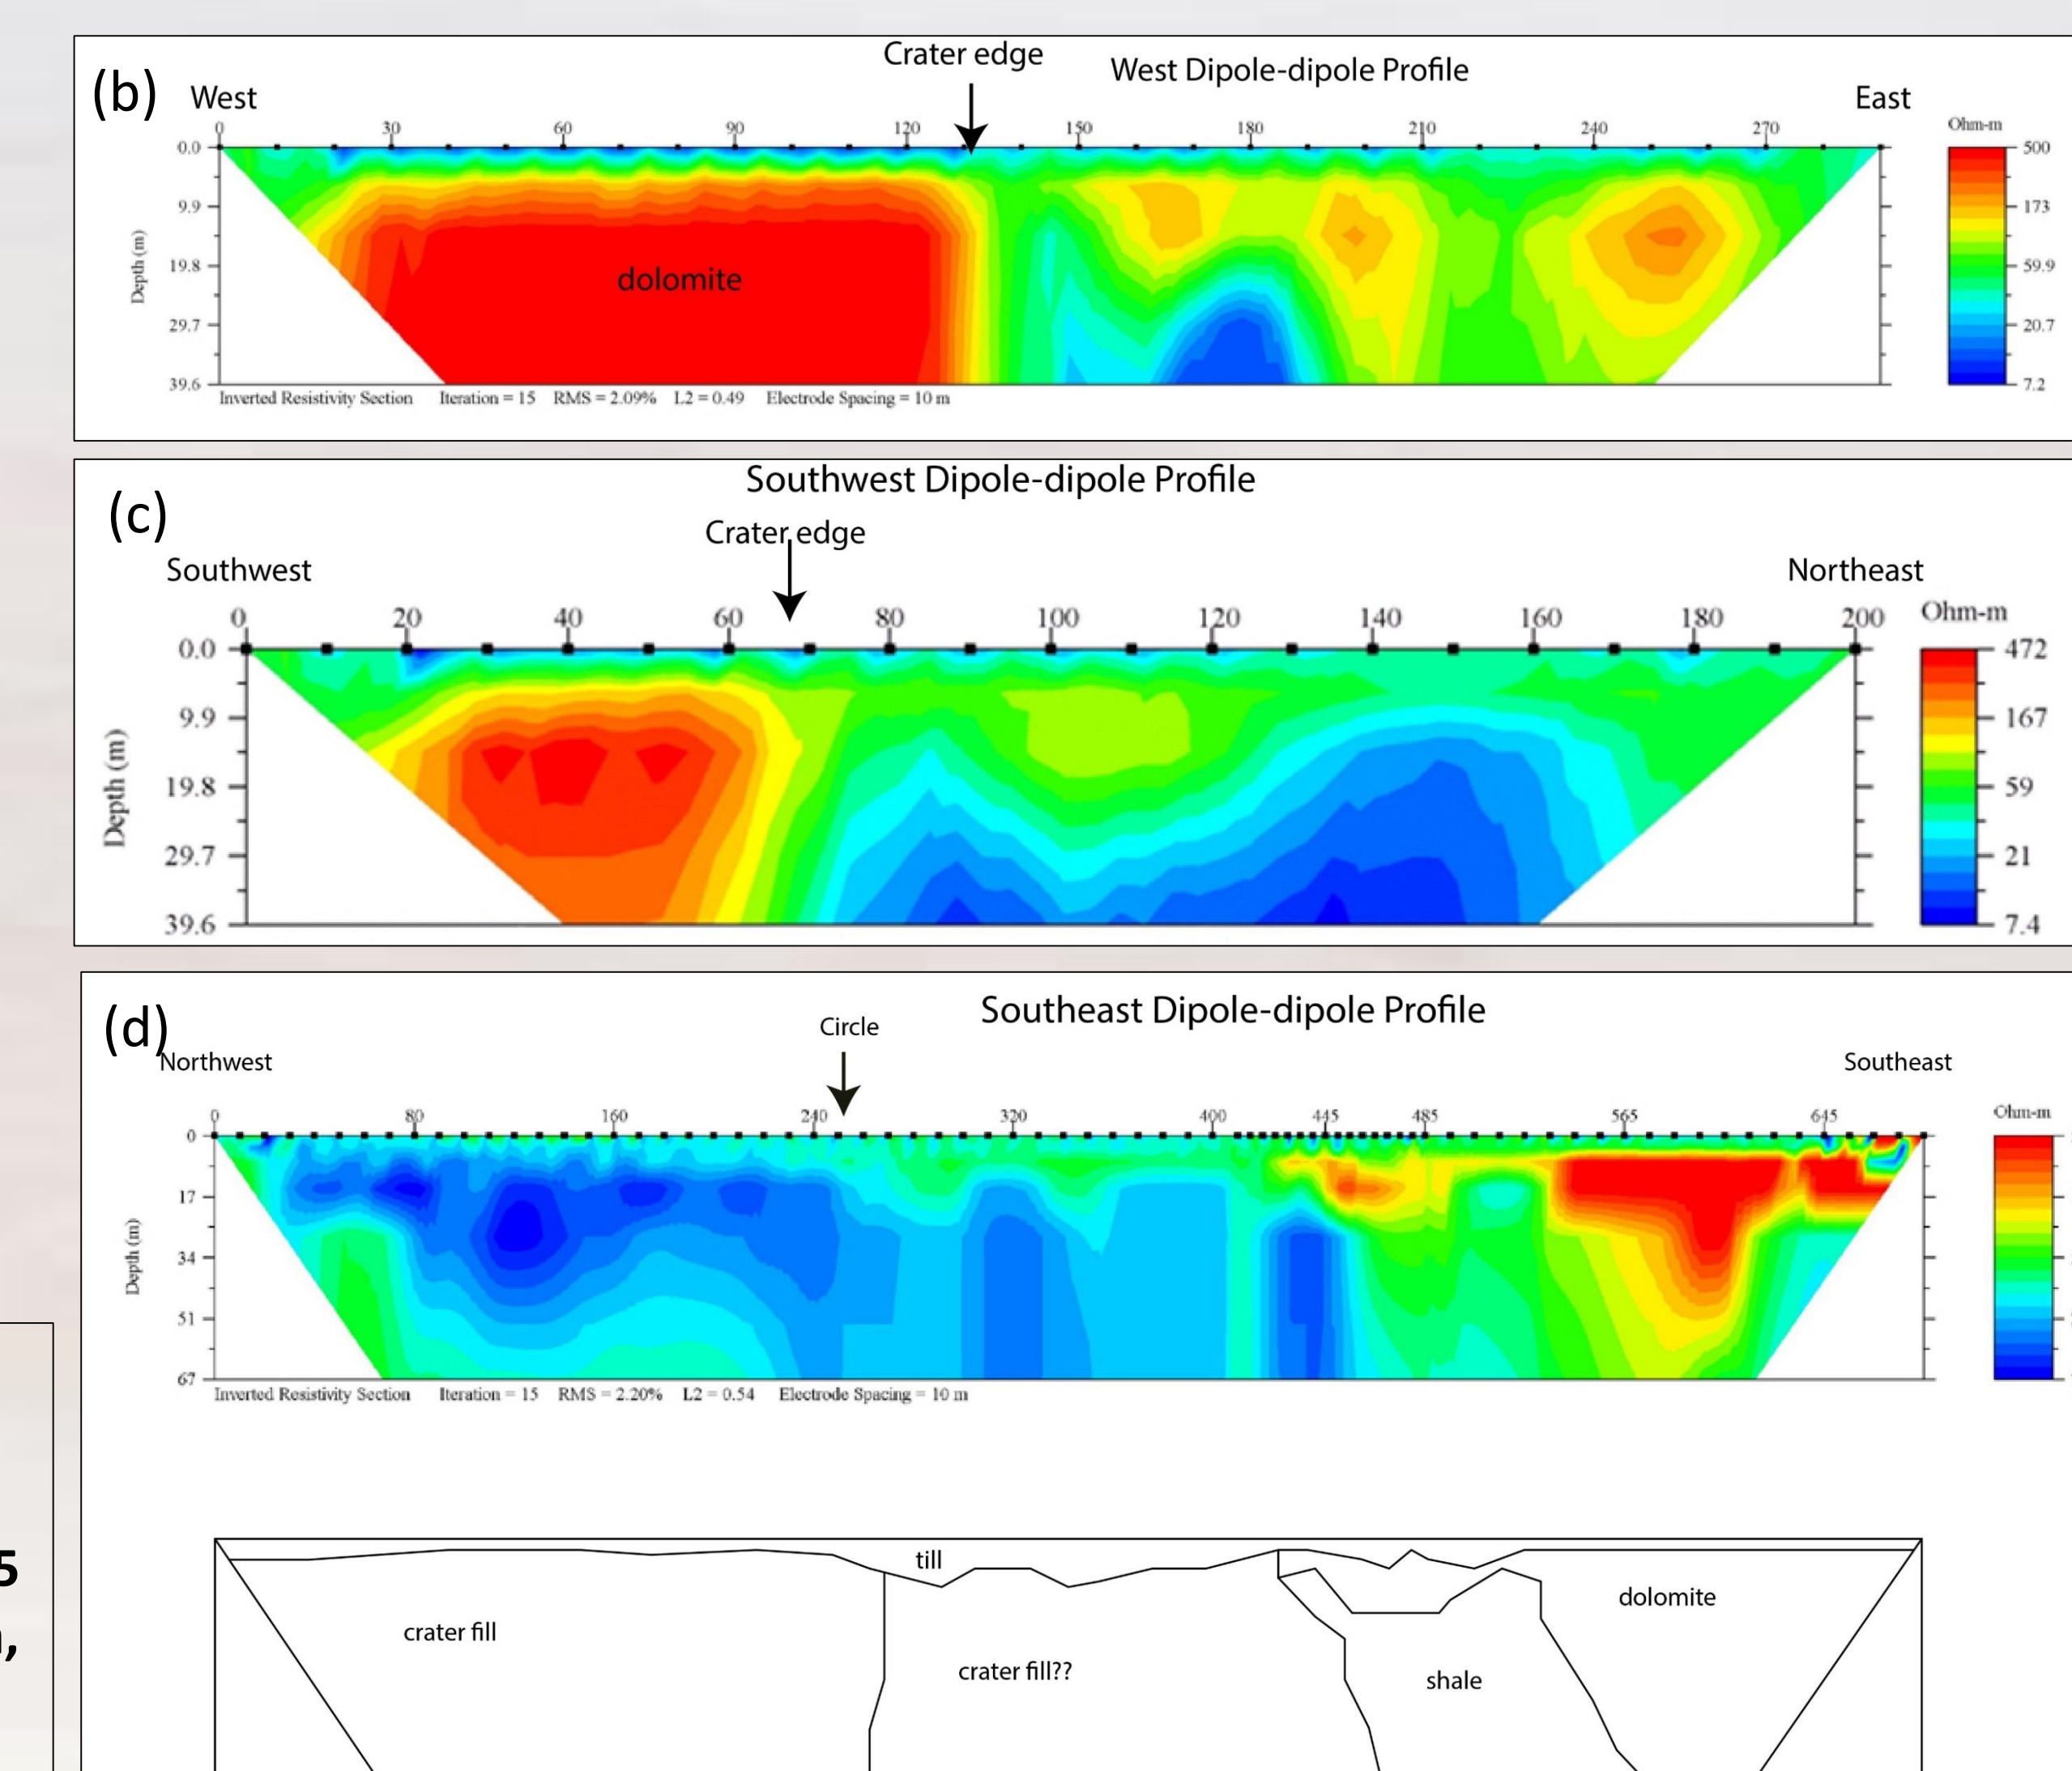 (b)
Crater edge
West Dipole-dipole Profile
West
East
0 30 60 90 120 150 180 210 240 270
Ohm-m
0.0
9.9
19.8
29.7
39.6
Depth (m)
dolomite
500
173
59.9
20.7
7.2
Inverted Resistivity Section Iteration = 15 RMS = 2.09% L2 = 0.49 Electrode Spacing = 10 m
Southwest Dipole-dipole Profile
(c)
Crater edge
Southwest
Northeast
0 20 40 60 80 100 120 140 160 180 200
Ohm-m
0.0
9.9
19.8
29.7
39.6
Depth (m)
472
167
59
21
7.4
(d)
Southeast Dipole-dipole Profile
Circle
Northwest
Southeast
0 80 160 240 320 400 445 485 565 645
Ohm-m
0
17
34
51
67
Depth (m)
Inverted Resistivity Section Iteration = 15 RMS = 2.20% L2 = 0.54 Electrode Spacing = 10 m
till
dolomite
crater fill
crater fill??
shale
5
,